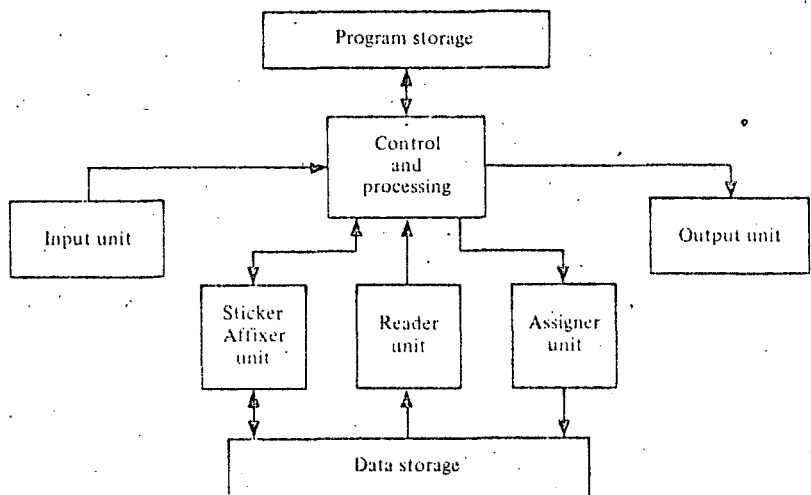 Program storage
Control
and
processing
Input unit
Output unit
Sticker
Affixer
unit
Reader
unit
Assigner
unit
Data storage